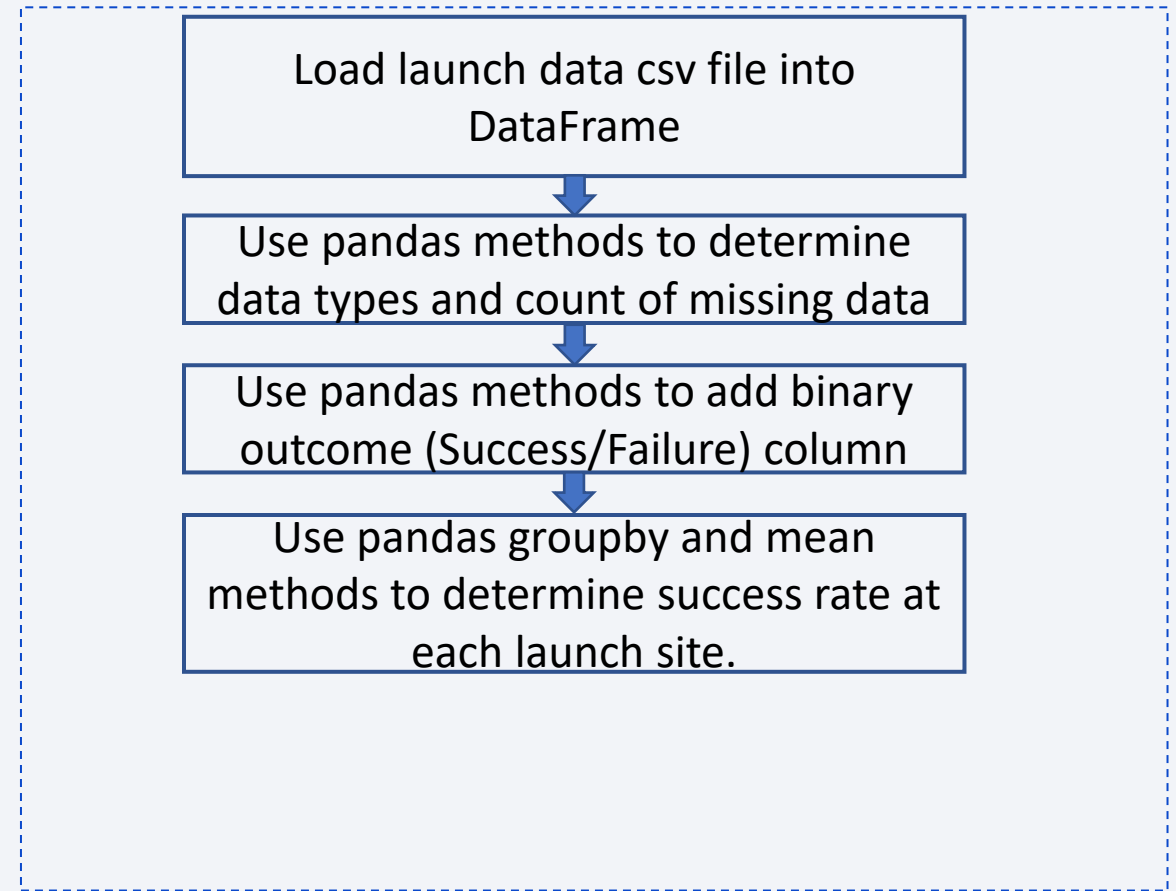 Load launch data csv file into
DataFrame
Use pandas methods to determine
data types and count of missing data
Use pandas methods to add binary
outcome (Success/Failure) column
Use pandas groupby and mean
methods to determine success rate at
each launch site.